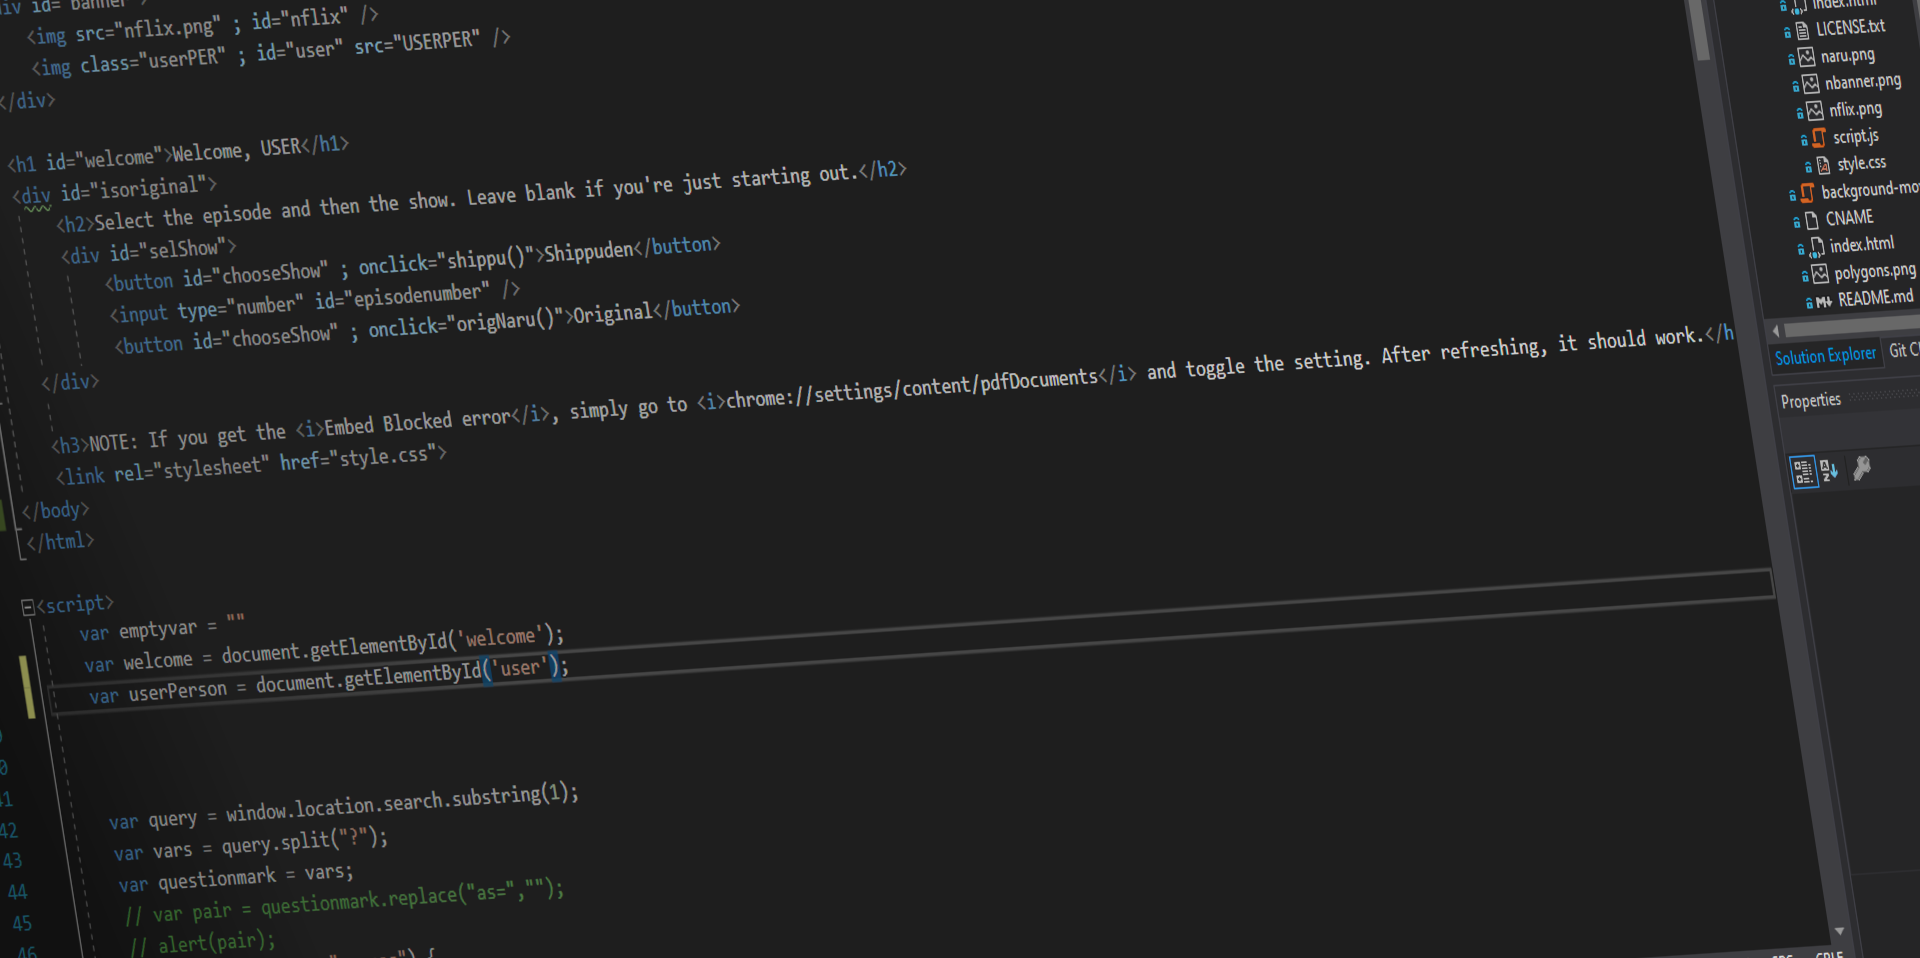 div id="banner">
<img src="nflix.png" ; id="nflix" />
<img class="userPER" ; id="user" src="USERPER" />
</div>
<h1 id="welcome">Welcome, USER</h1>
<div id="isoriginal">
<h2>Select the episode and then the show. Leave blank if you're just starting out.</h2>
<div id="selShow">
<button id="chooseShow" ; onclick="shippu()">Shippuden</button>
<input type="number" id="episodenumber" />
<button id="chooseShow" ; onclick="origNaru()">Original</button>
</div>
<h3>NOTE: If you get the <i>Embed Blocked error</i>, simply go to <i>chrome://settings/content/pdfDocuments</i> and toggle the setting. After refreshing, it should work.</h
<link rel="stylesheet" href="style.css">
</body>
</html>
<script>
var emptyvar = ""
var welcome = document.getElementById('welcome');
var userPerson = document.getElementById('user');
var query = window.location.search.substring(1);
42 var vars = query.split("?");
43 var questionmark = vars;
44 // var pair = questionmark.replace("as=","");
45 // alert(pair);
46
index.html
LICENSE.txt
naru.png
nbanner.png
nflix.png
script.js
style.css
background-mo
CNAME
index.html
polygons.png
README.md
Solution Explorer
Git C
Properties